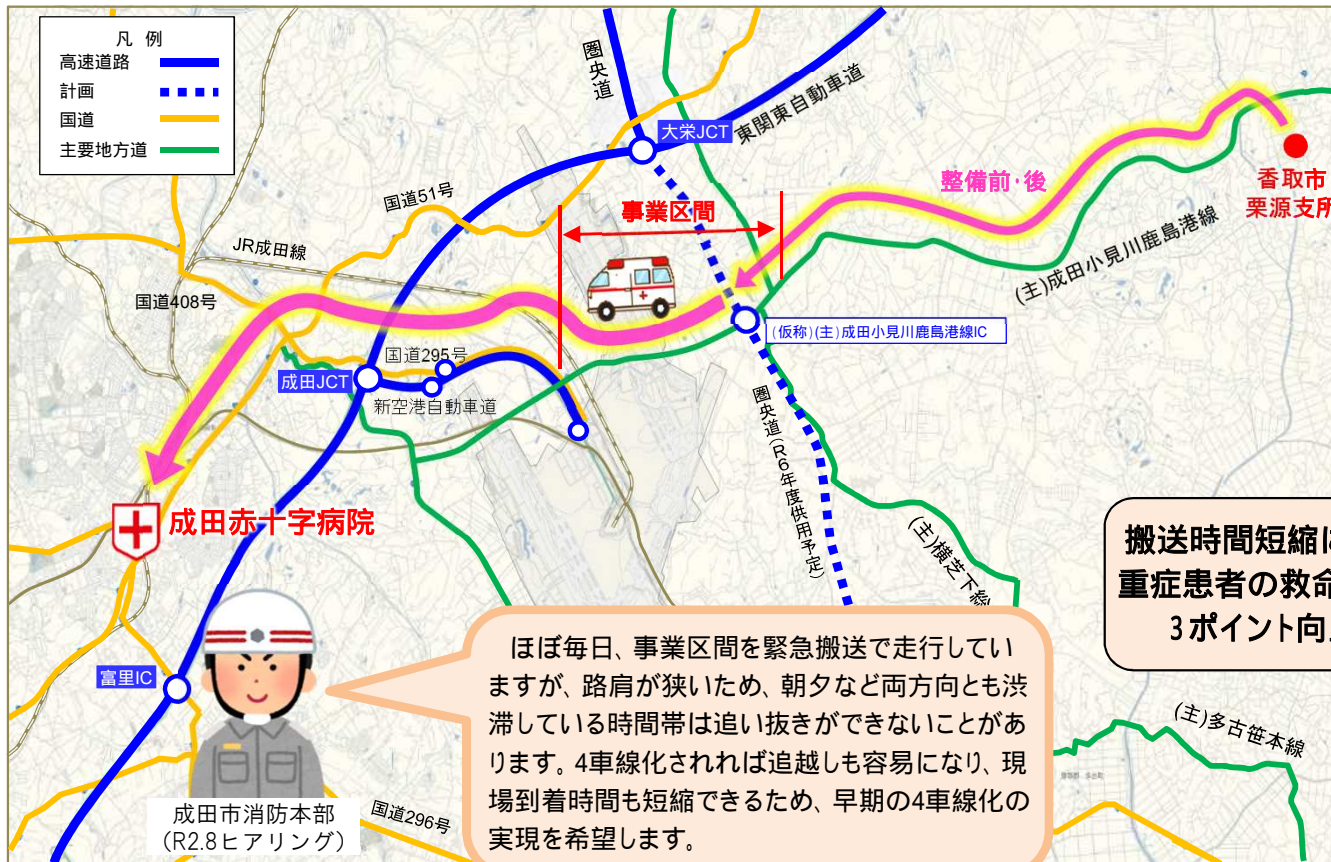 凡 例
高速道路
計画
国道
主要地方道
圏央道
東関東自動車道
大栄JCT
国道51号
JR成田線
国道408号
事業区間
整備前・後
香取市
栗源支所
(主)成田小見川鹿島港線
(仮称)(主)成田小見川鹿島港線IC
国道295号
成田JCT
新空港自動車道
圏央道(R6年度供用予定)
成田赤十字病院
(主)横芝下総
搬送時間短縮に
重症患者の救命
3ポイント向上
富里IC
ほぼ毎日、事業区間を緊急搬送で走行してい
ますが、路肩が狭いため、朝夕など両方向とも渋
滞している時間帯は追い抜きができないことがあ
ります。4車線化されれば追越しも容易になり、現
場到着時間も短縮できるため、早期の4車線化の
実現を希望します。
(主)多古笹本線
成田市消防本部
(R2.8ヒアリング)
国道296号